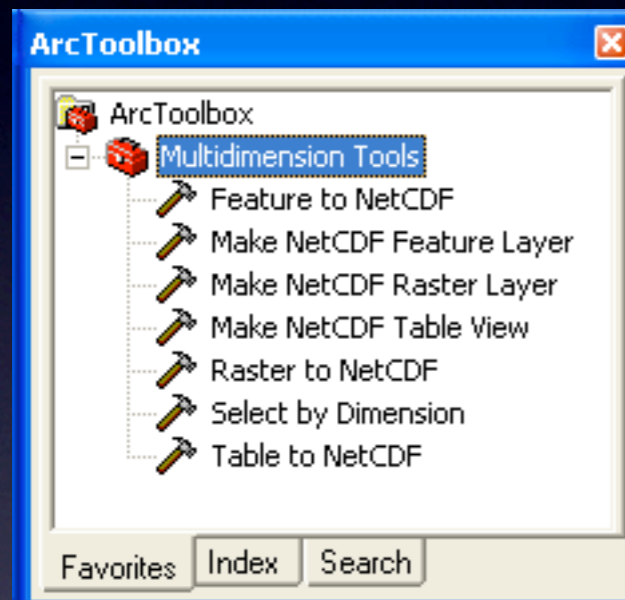 ArcToolbox
ArcToolbox
Multidimension Tools
Feature to NetCDF
Make NetCDF Feature Layer
Make NetCDF Raster Layer
Make NetCDF Table View
Raster to NetCDF
Select by Dimension
Table to NetCDF
Favorites Index Search